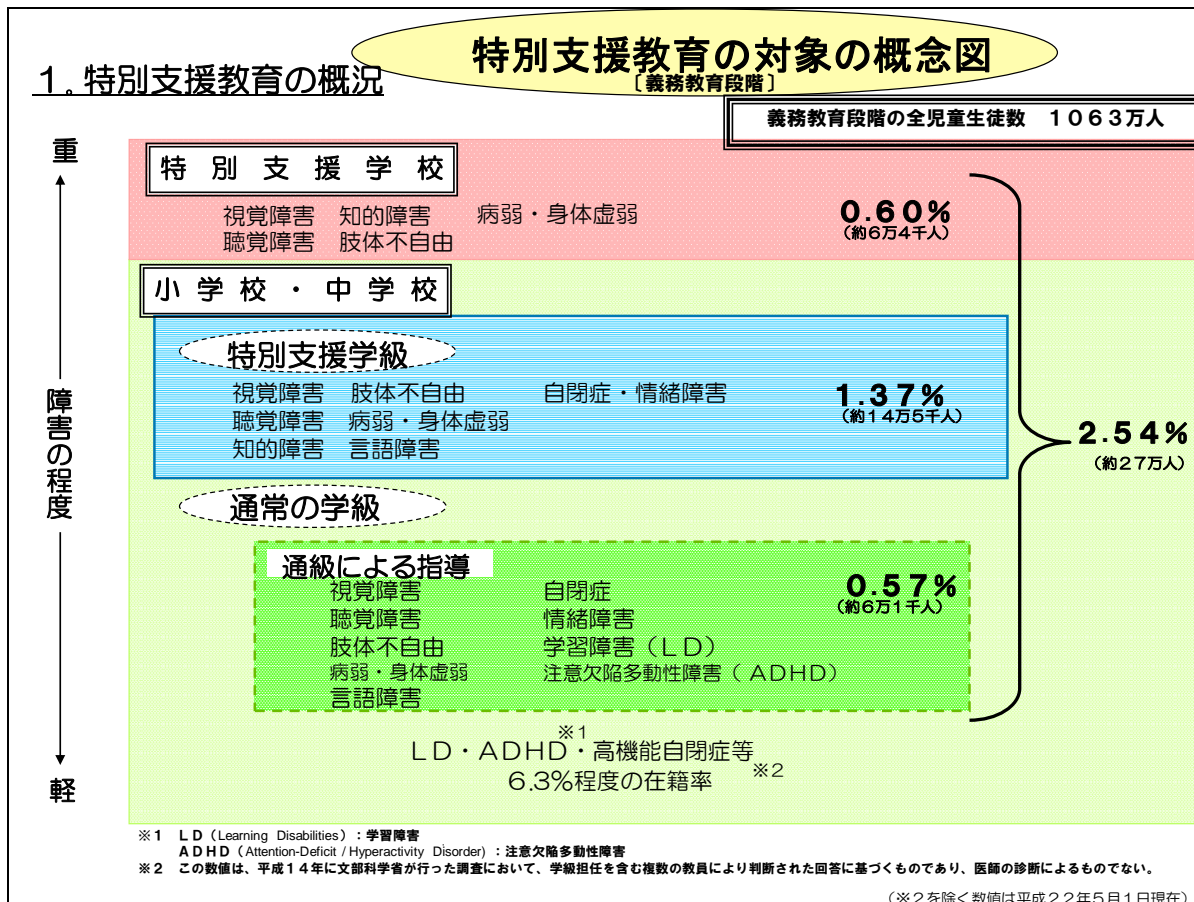 特別支援教育の対象の概念図
〔義務教育段階〕
１。特別支援教育の概況
義務教育段階の全児童生徒数　１０６３万人
重
障害の程度
軽
特別支援学校
視覚障害　知的障害　病弱・身体虚弱
聴覚障害　肢体不自由
０.６０％
（約６万４千人）
小学校・中学校
特別支援学級
視覚障害　肢体不自由　自閉症・情緒障害
聴覚障害　病弱・身体虚弱
知的障害　言語障害
１.３７％
（約１４万５千人）
２.５４％
（約２７万人）
通常の学級
通級による指導
視覚障害　自閉症
聴覚障害　情緒障害
肢体不自由　学習障害（ＬＤ）
病弱・身体虚弱　注意欠陥多動性障害（ＡＤＨＤ）
言語障害
０.５７％
（約６万１千人）
ＬＤ・ＡＤＨＤ・高機能自閉症等 ※1
6.3％程度の在籍率 ※2
※１　ＬＤ（Learning Disabilities）：学習障害
ＡＤＨＤ（Attention-Deficit / Hyperactivity Disorder）：注意欠陥多動性障害
※２　この数値は、平成１４年に文部科学省が行った調査において、学級担任を含む複数の教員により判断された回答に基づくものであり、医師の診断によるものでない。
（※２を除く数値は平成２２年５月１日現在）